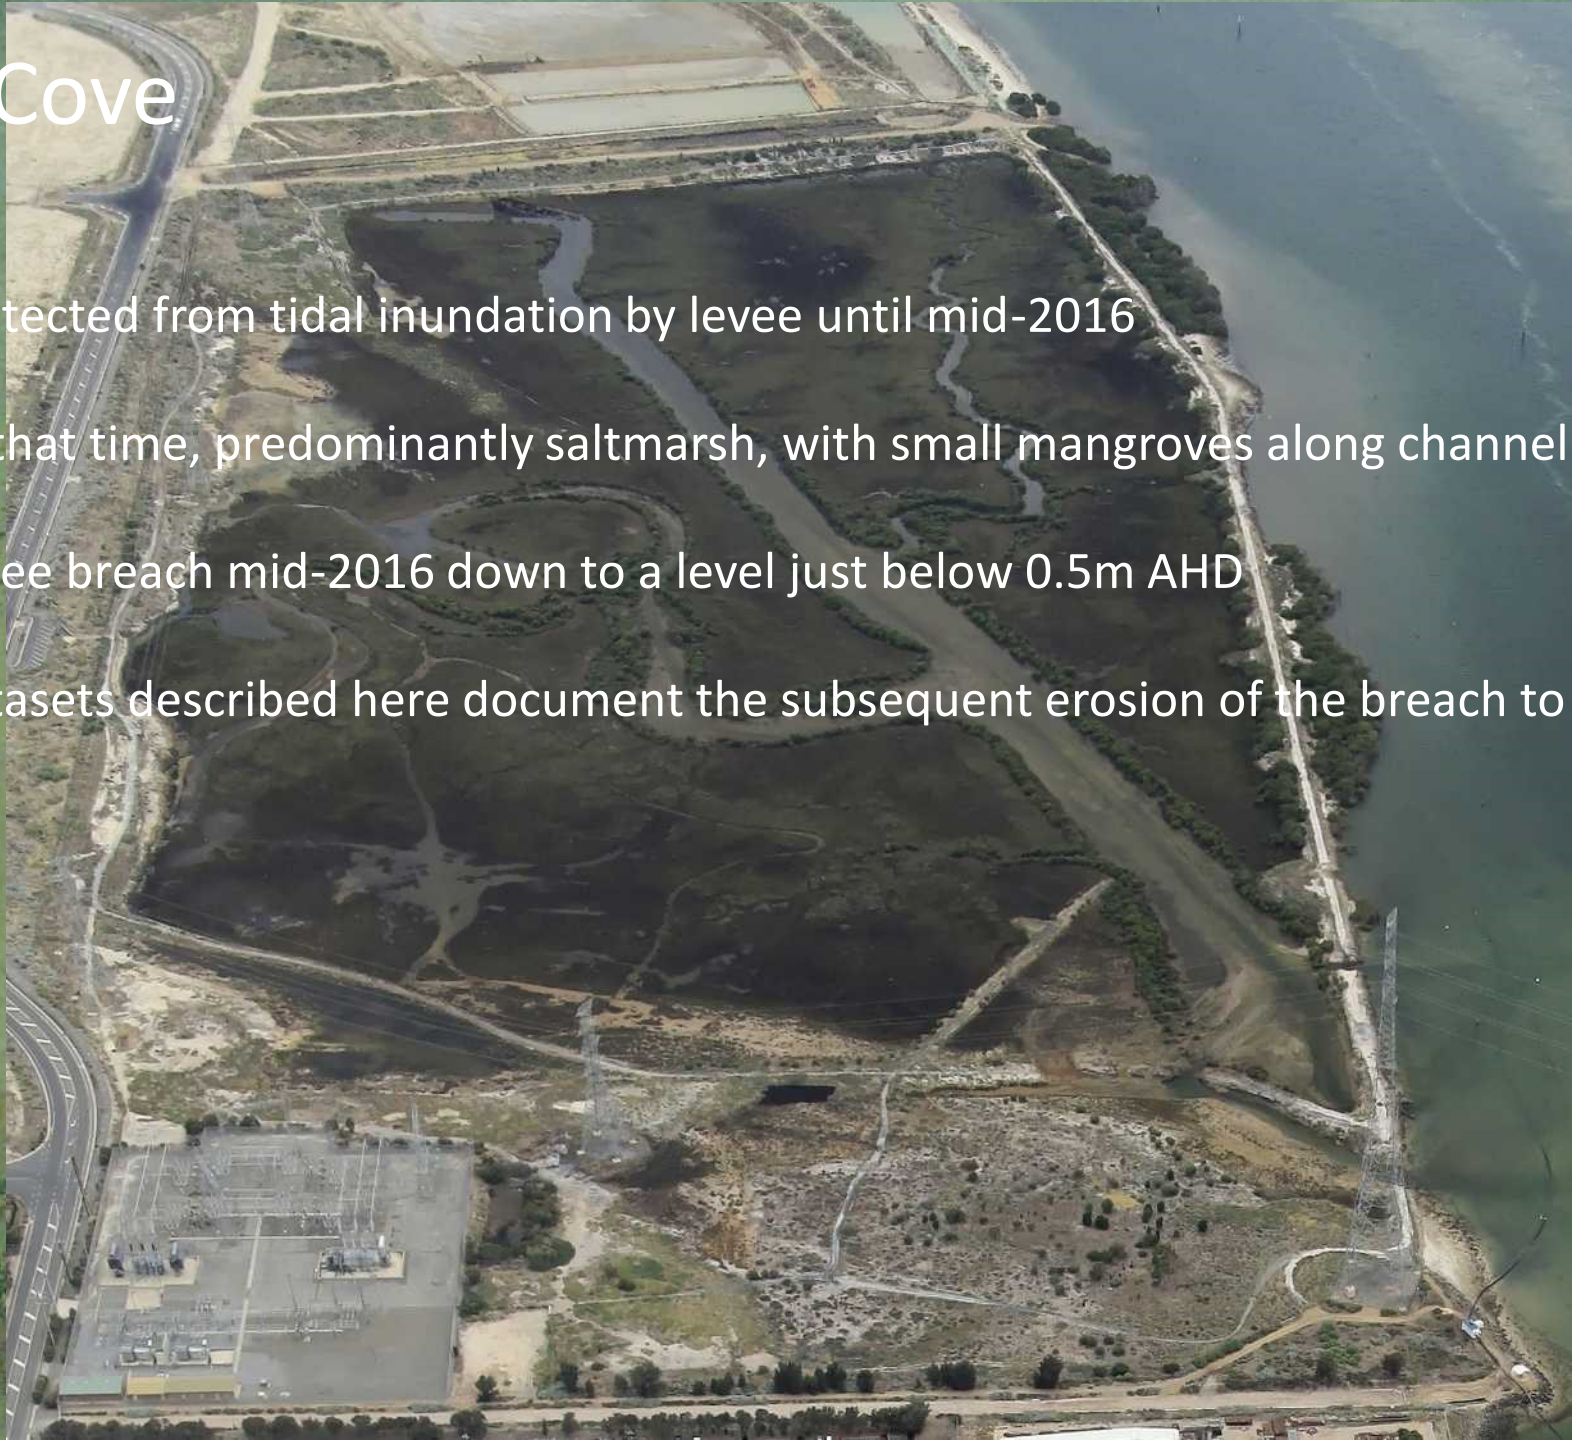 Cove
tected from tidal inundation by levee until mid-2016
that time, predominantly saltmarsh, with small mangroves along channel
ee breach mid-2016 down to a level just below 0.5m AHD
tasets described here document the subsequent erosion of the breach to